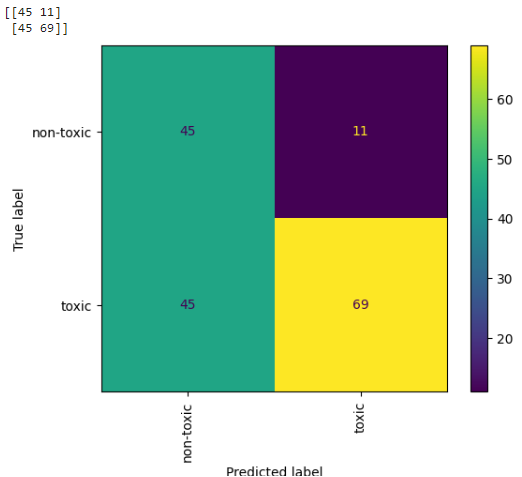 [[45 11]
[45 69]]
True label
non-toxic
45
11
60
50
40
30
20
toxic
45
69
non-toxic
toxic
Predicted label